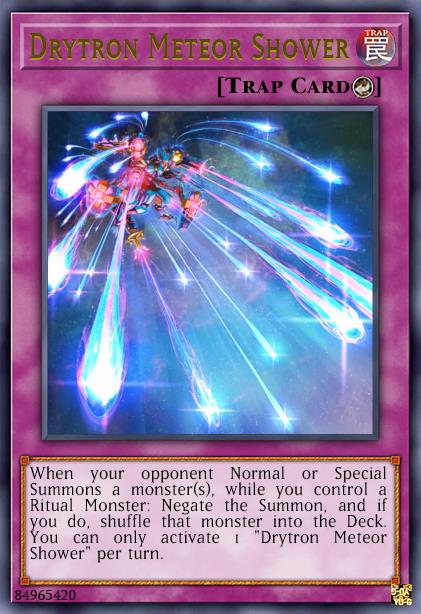 Drytron Meteor Shower
TRAP
罠
[Trap Card]
When your opponent Normal or Special
Summons a monster(s), while you control a
Ritual Monster: Negate the Summon, and if
you do, shuffle that monster into the Deck.
You can only activate 1 "Drytron Meteor
Shower" per turn.
84965420